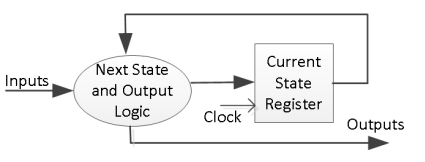 Inputs
Next State
and Output
Logic
Current
State
Register
Clock
Outputs